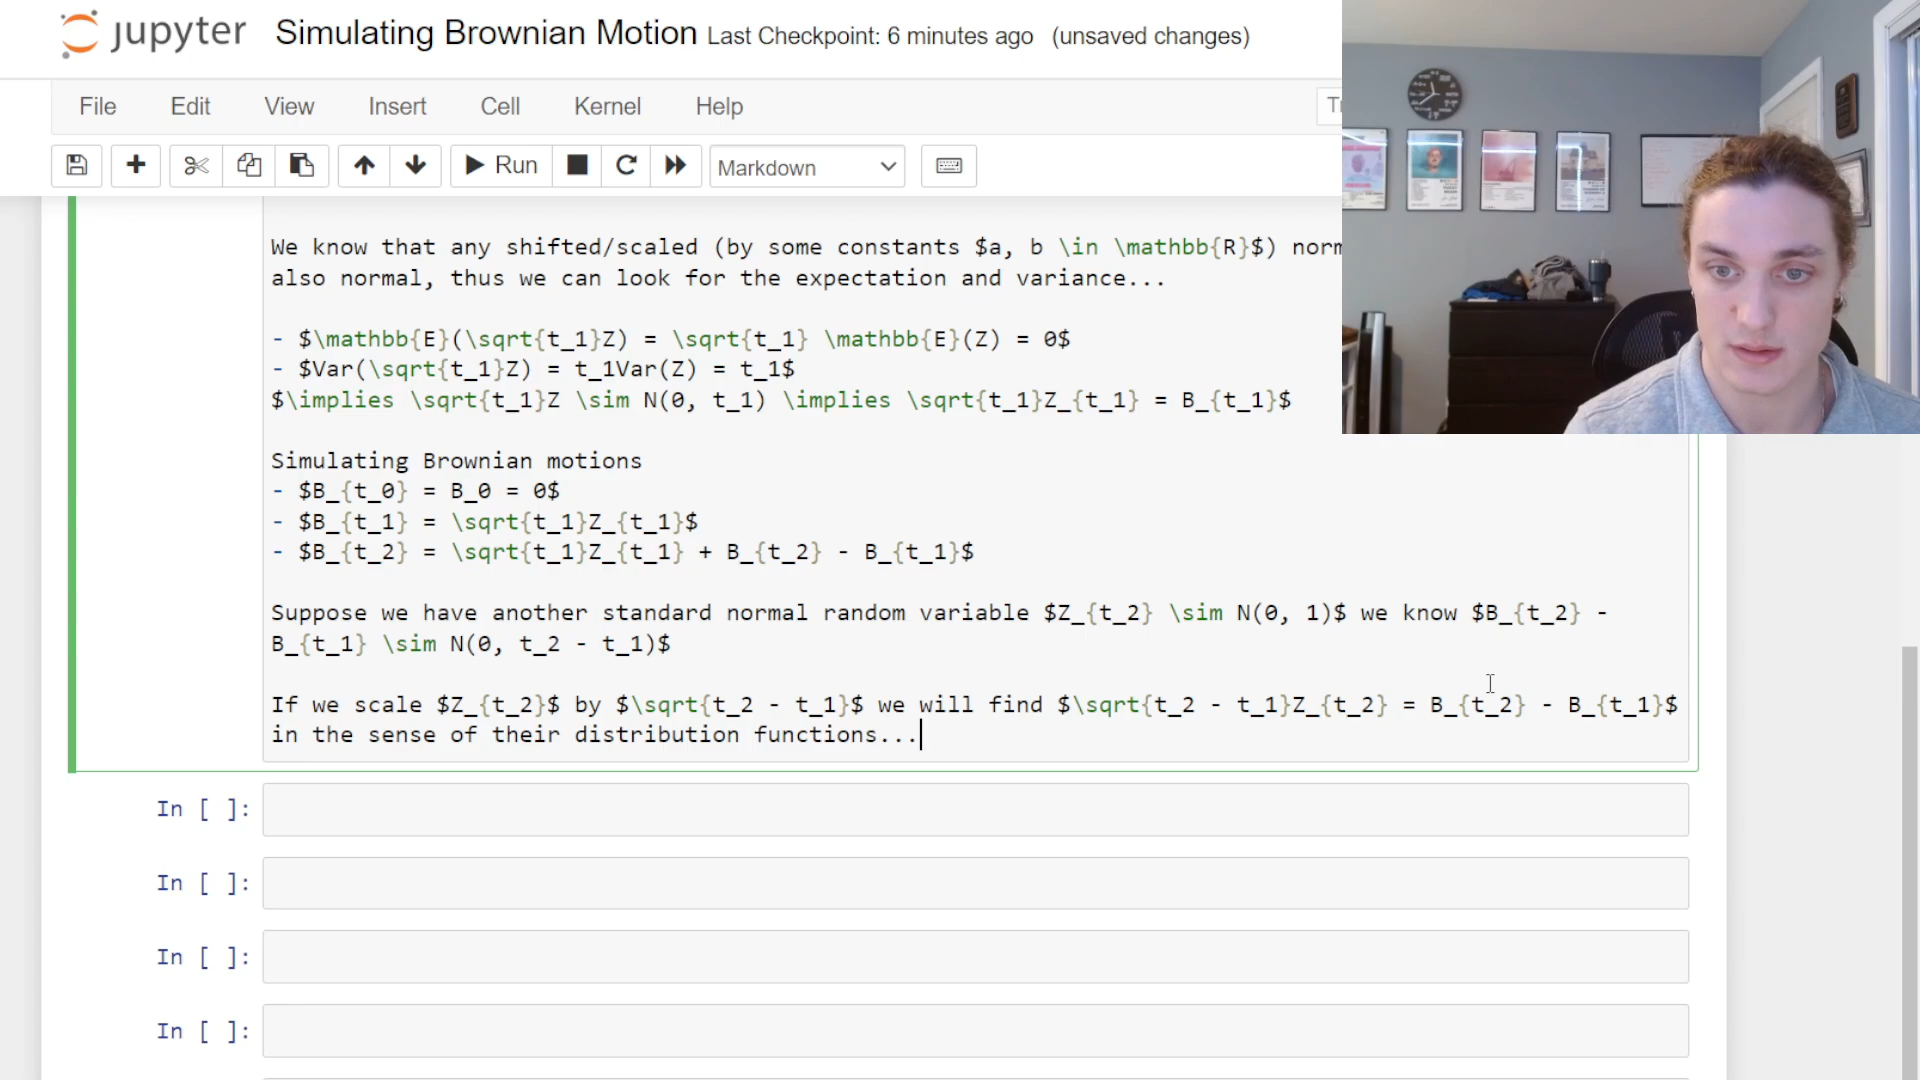 jupyter Simulating Brownian Motion Last Checkpoint: 6 minutes ago (unsaved changes)
File Edit View Insert Cell Kernel Help
Run Markdown
We know that any shifted/scaled (by some constants $a, b \in \mathbb{R}$) norm
also normal, thus we can look for the expectation and variance...
- $\mathbb{E}(\sqrt{t_1}Z) = \sqrt{t_1} \mathbb{E}(Z) = 0$
- $Var(\sqrt{t_1}Z) = t_1Var(Z) = t_1$
$\implies \sqrt{t_1}Z \sim N(0, t_1) \implies \sqrt{t_1}Z_{t_1} = B_{t_1}$
Simulating Brownian motions
- $B_{t_0} = B_0 = 0$
- $B_{t_1} = \sqrt{t_1}Z_{t_1}$
- $B_{t_2} = \sqrt{t_1}Z_{t_1} + B_{t_2} - B_{t_1}$
Suppose we have another standard normal random variable $Z_{t_2} \sim N(0, 1)$ we know $B_{t_2} -
B_{t_1} \sim N(0, t_2 - t_1)$
If we scale $Z_{t_2}$ by $\sqrt{t_2 - t_1}$ we will find $\sqrt{t_2 - t_1}Z_{t_2} = B_{t_2} - B_{t_1}$
in the sense of their distribution functions...
In [ ]:
In [ ]:
In [ ]:
In [ ]: